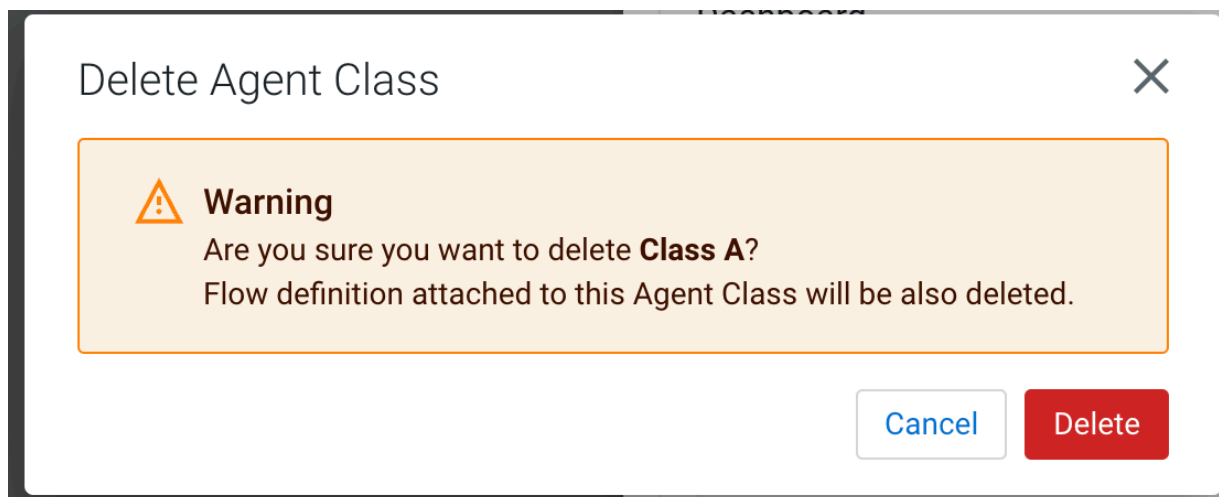 Dashboard
Delete Agent Class
Warning
Are you sure you want to delete Class A?
Flow definition attached to this Agent Class will be also deleted.
Cancel
Delete